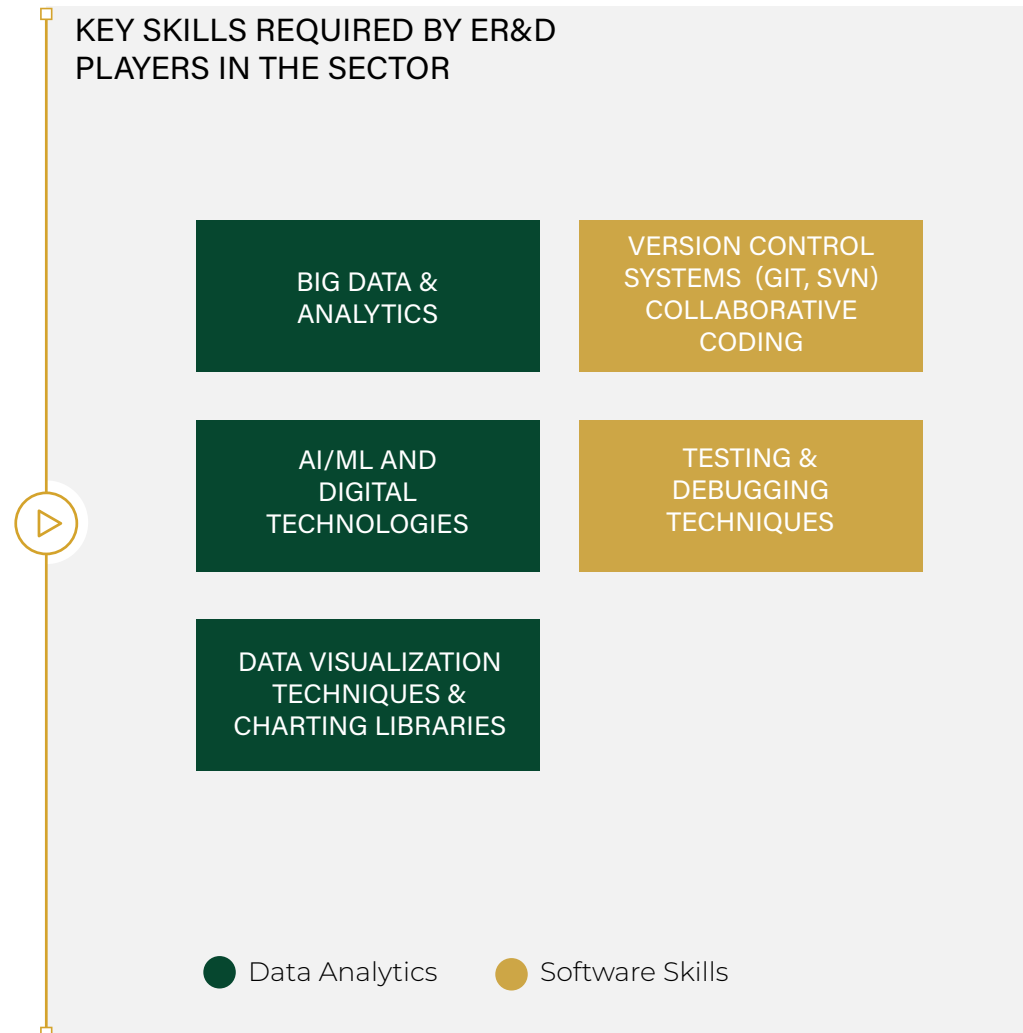 KEY SKILLS REQUIRED BY ER&D
PLAYERS IN THE SECTOR
BIG DATA &
ANALYTICS
VERSION CONTROL
SYSTEMS (GIT, SVN)
COLLABORATIVE
CODING
AI/ML AND
DIGITAL
TECHNOLOGIES
TESTING &
DEBUGGING
TECHNIQUES
DATA VISUALIZATION
TECHNIQUES &
CHARTING LIBRARIES
Data Analytics
Software Skills